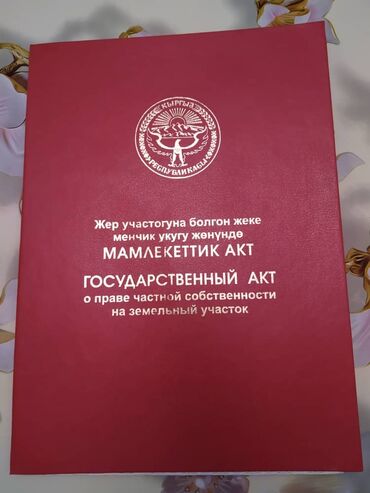 КЫРГЫЗ
РЕСПУБЛИКАСЫ
Жер участогуна болгон жеке
менчик укугу жөнүндө
МАМЛЕКЕТТИК АКТ
ГОСУДАРСТВЕННЫЙ АКТ
о праве частной собственности
на земельный участок